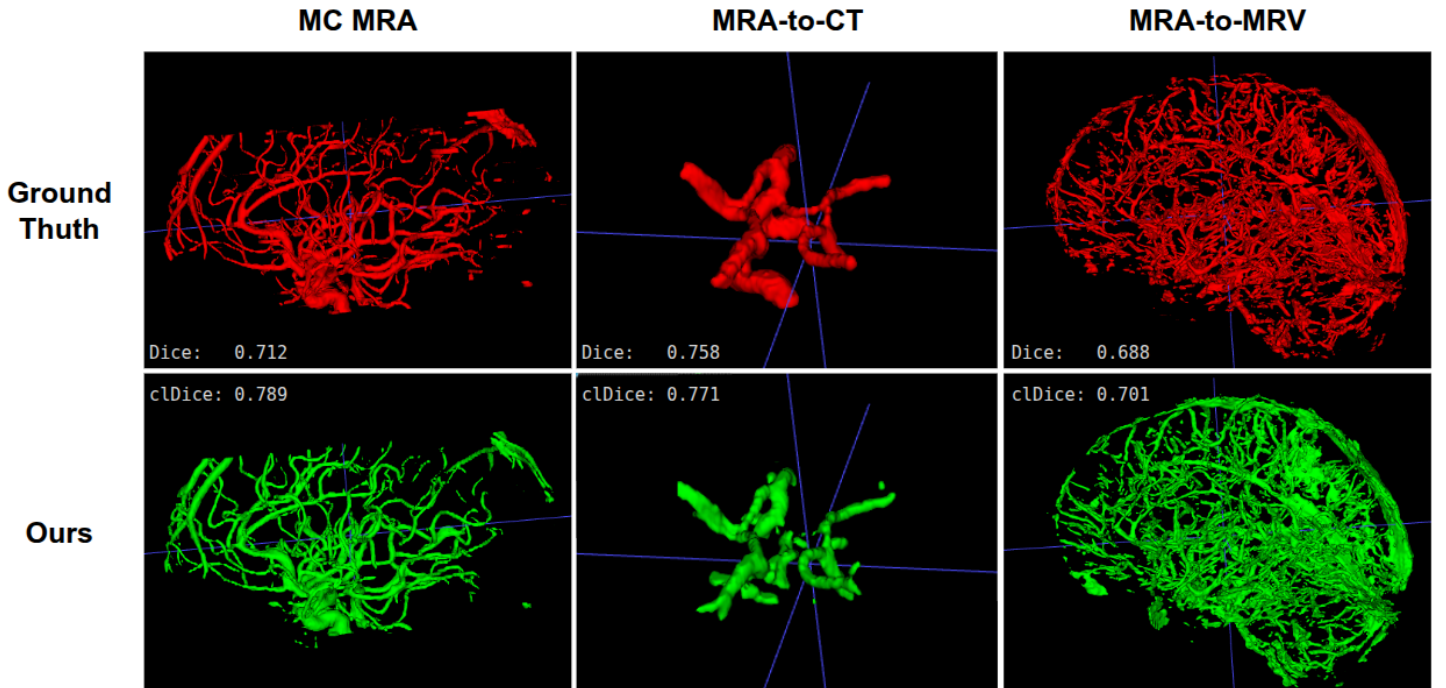 MC MRA
MRA-to-CT
MRA-to-MRV
Ground
Thuth
Dice: 0.712
Dice: 0.758
Dice: 0.688
clDice: 0.789
clDice: 0.771
clDice: 0.701
Ours